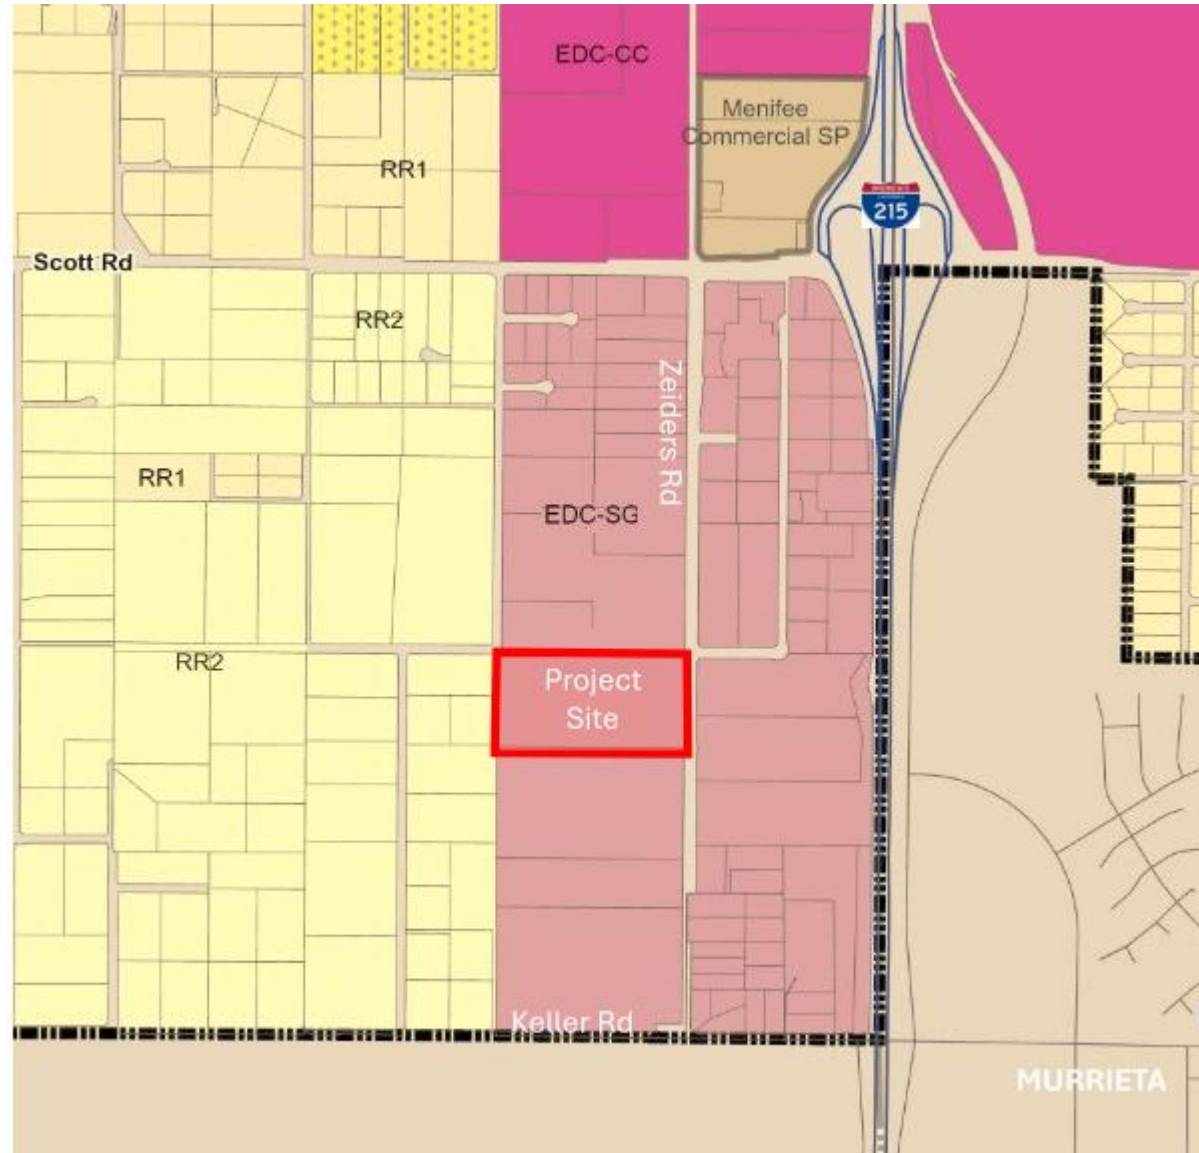 EDC-CC
Menifee
Commercial SP
RR1
215
Scott Rd
RR2
Zeiders Rd
RR1
EDC-SG
RR2
Project
Site
Keller Rd
MURRIETA